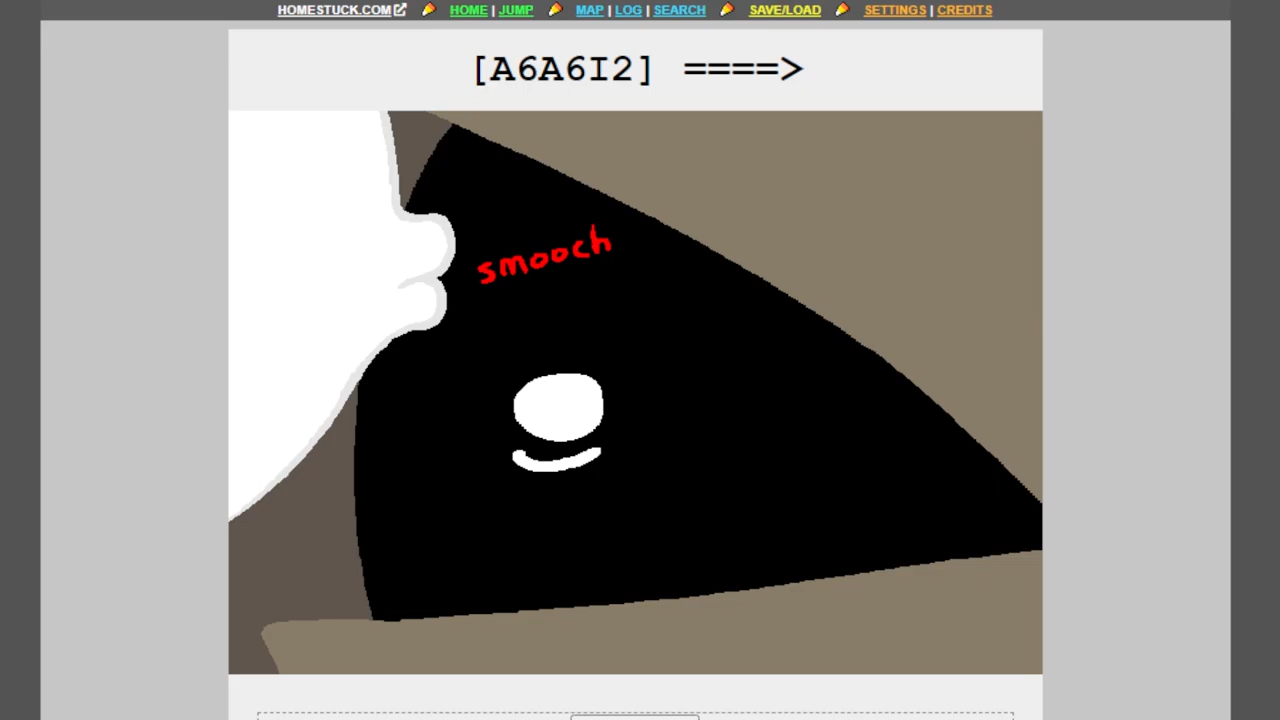 HOMESTUCK.COM HOME | JUMP MAP | LOG | SEARCH SAVE/LOAD SETTINGS | CREDITS
[A6A6I2] ====>
smooch